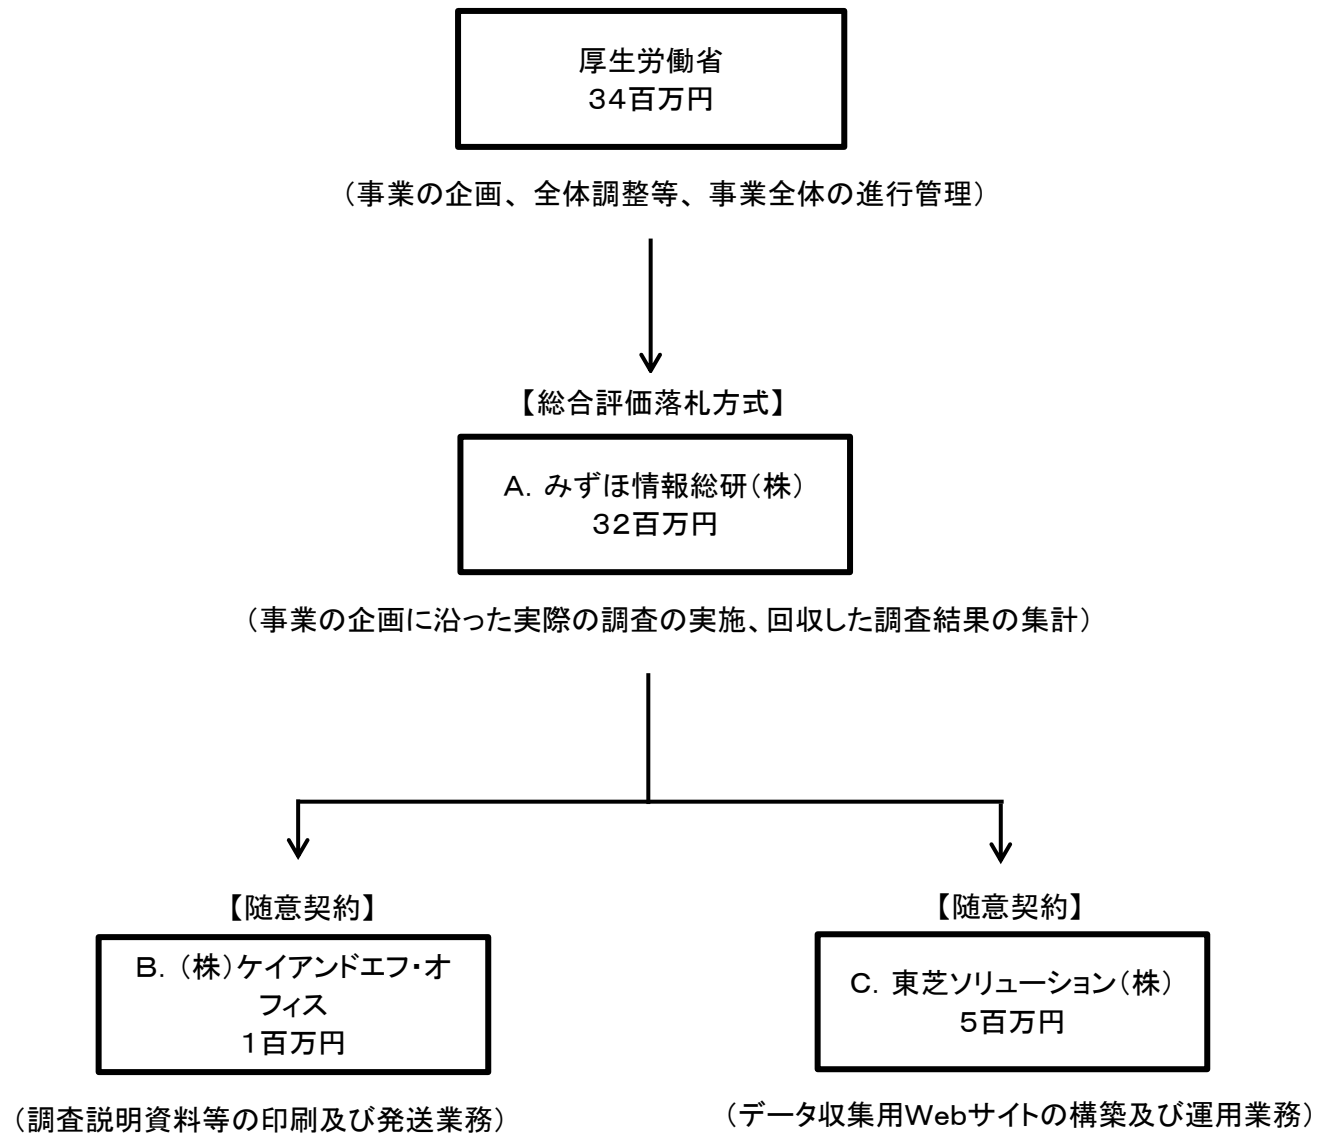 厚生労働省
34百万円
（事業の企画、全体調整等、事業全体の進行管理）
【総合評価落札方式】
A．みずほ情報総研（株）
32百万円
（事業の企画に沿った実際の調査の実施、回収した調査結果の集計）
【随意契約】
B．（株）ケイアンドエフ・オ
フィス
1百万円
（調査説明資料等の印刷及び発送業務）
【随意契約】
C．東芝ソリューション（株）
5百万円
（データ収集用Webサイトの構築及び運用業務）